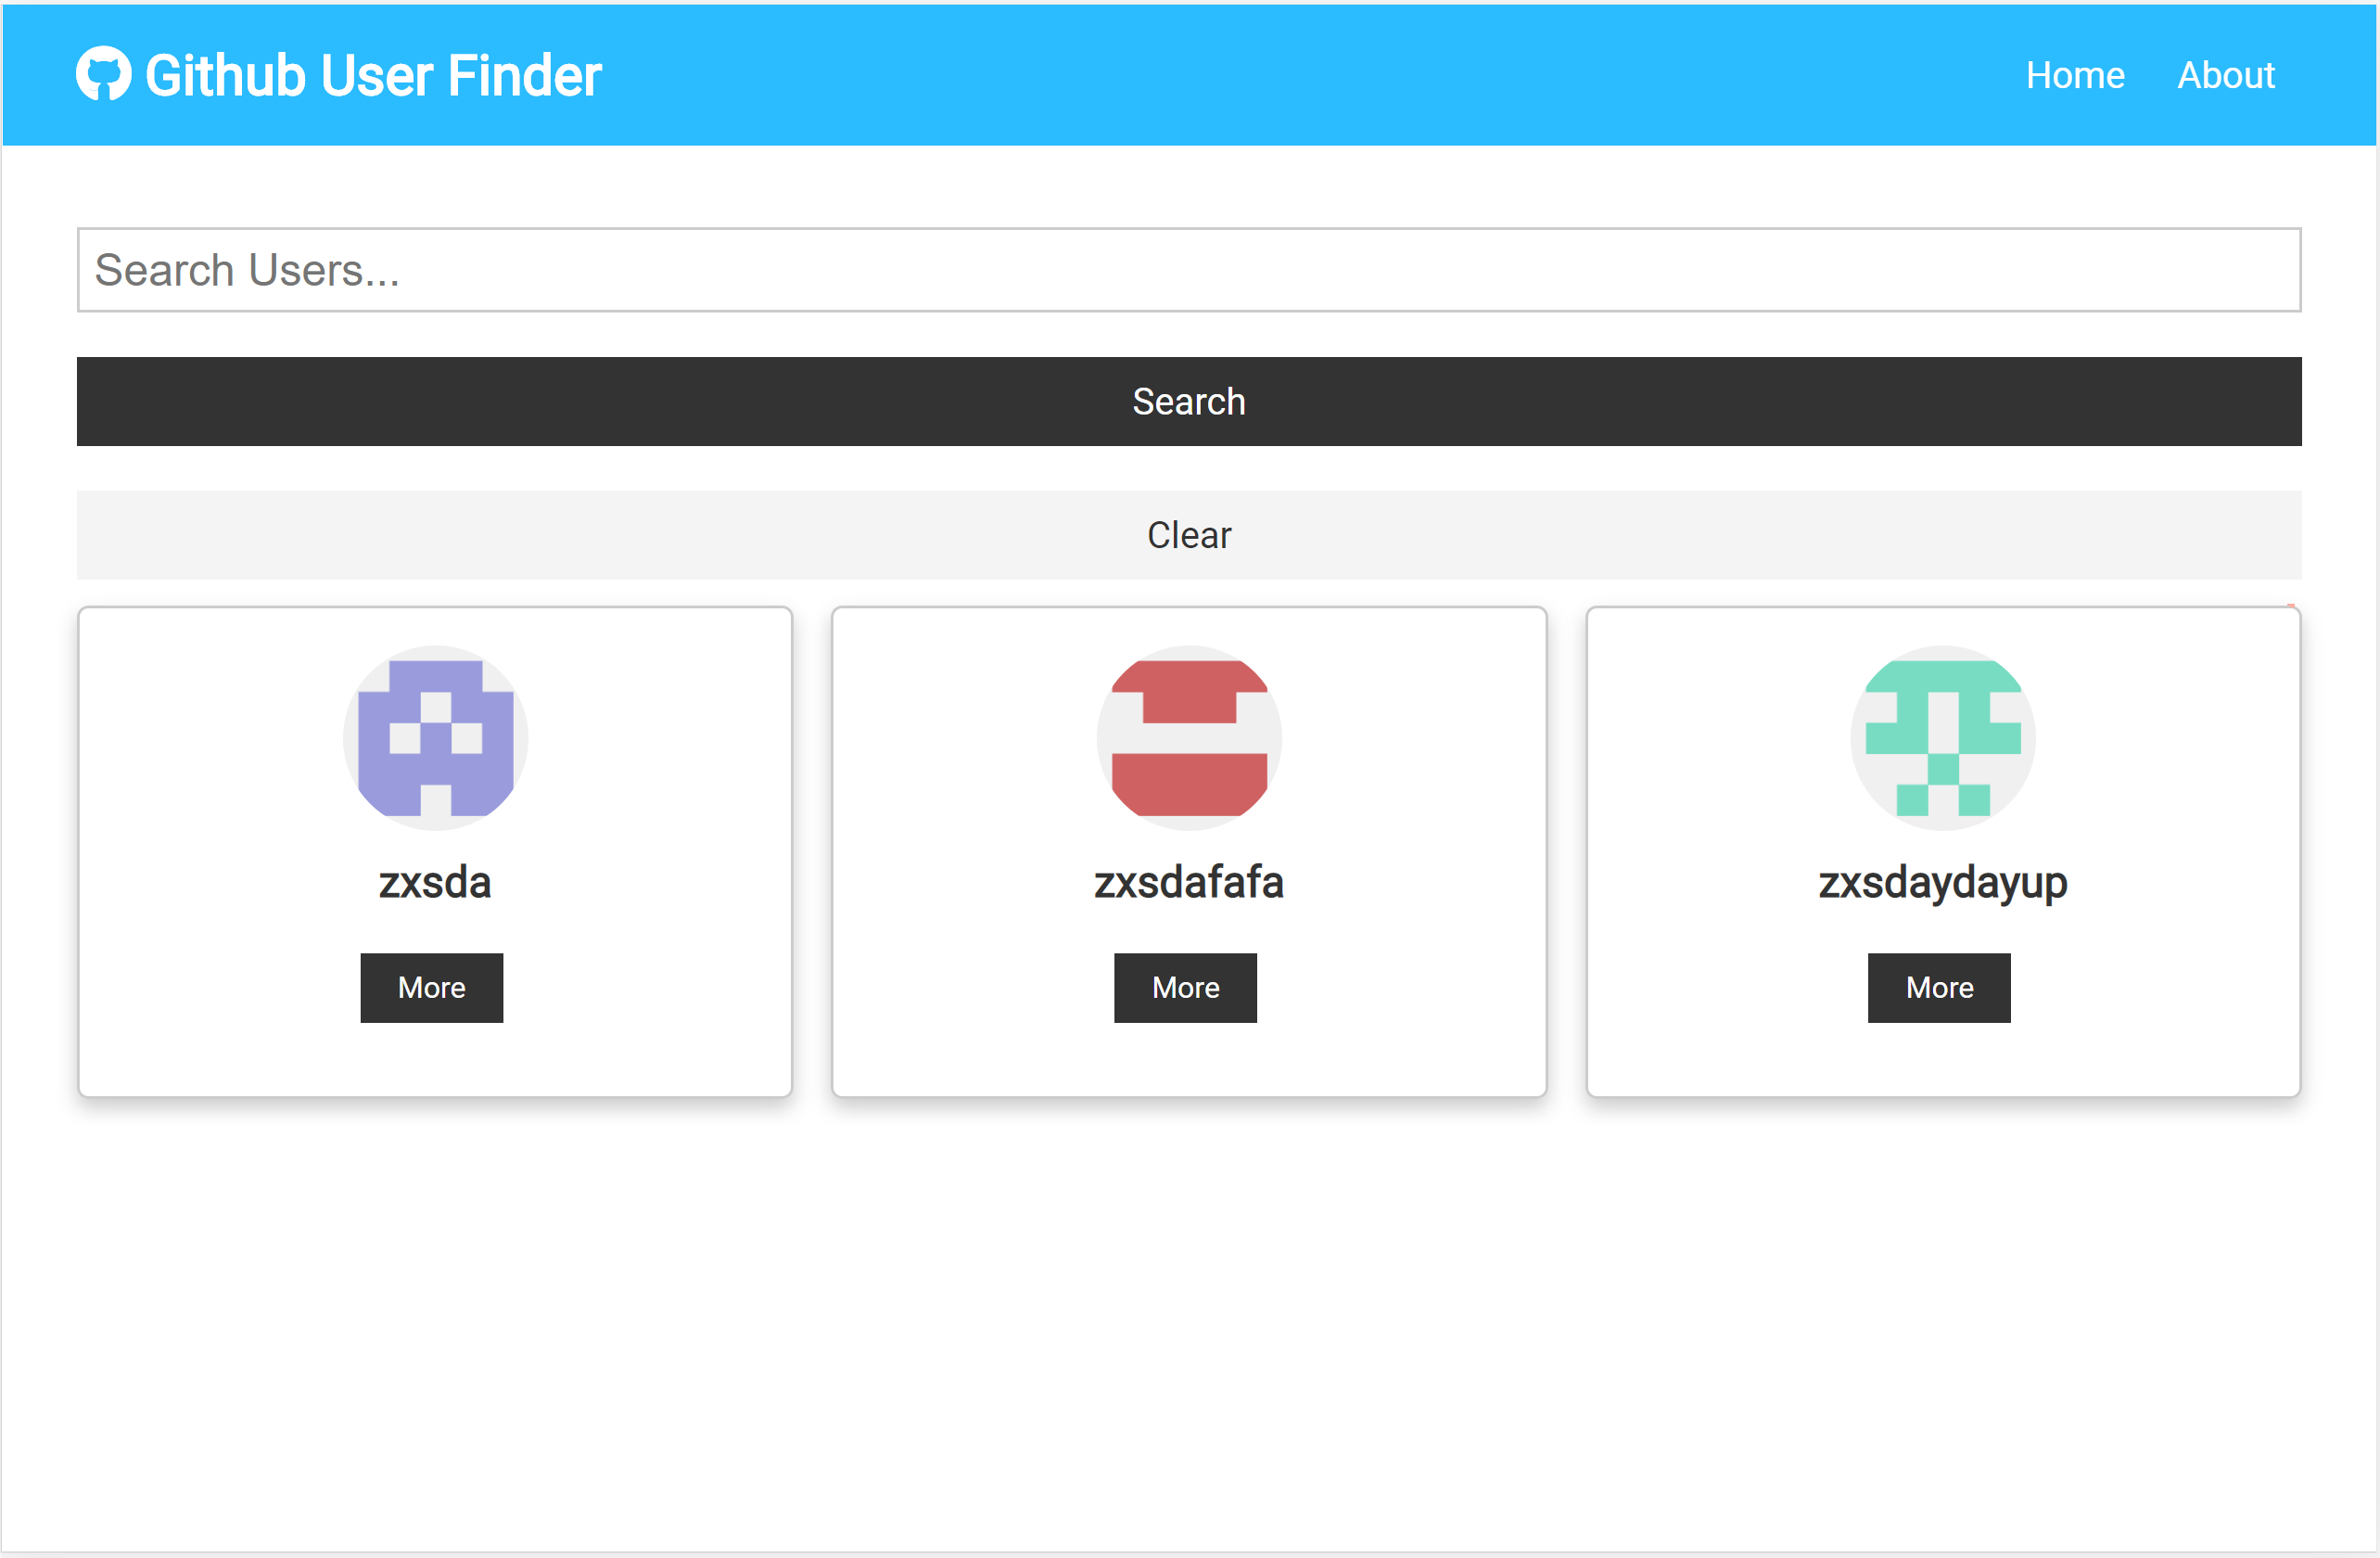 Github User Finder
Home
About
Search Users...
Search
Clear
zxsda
zxsdafafa
zxsdaydayup
More
More
More